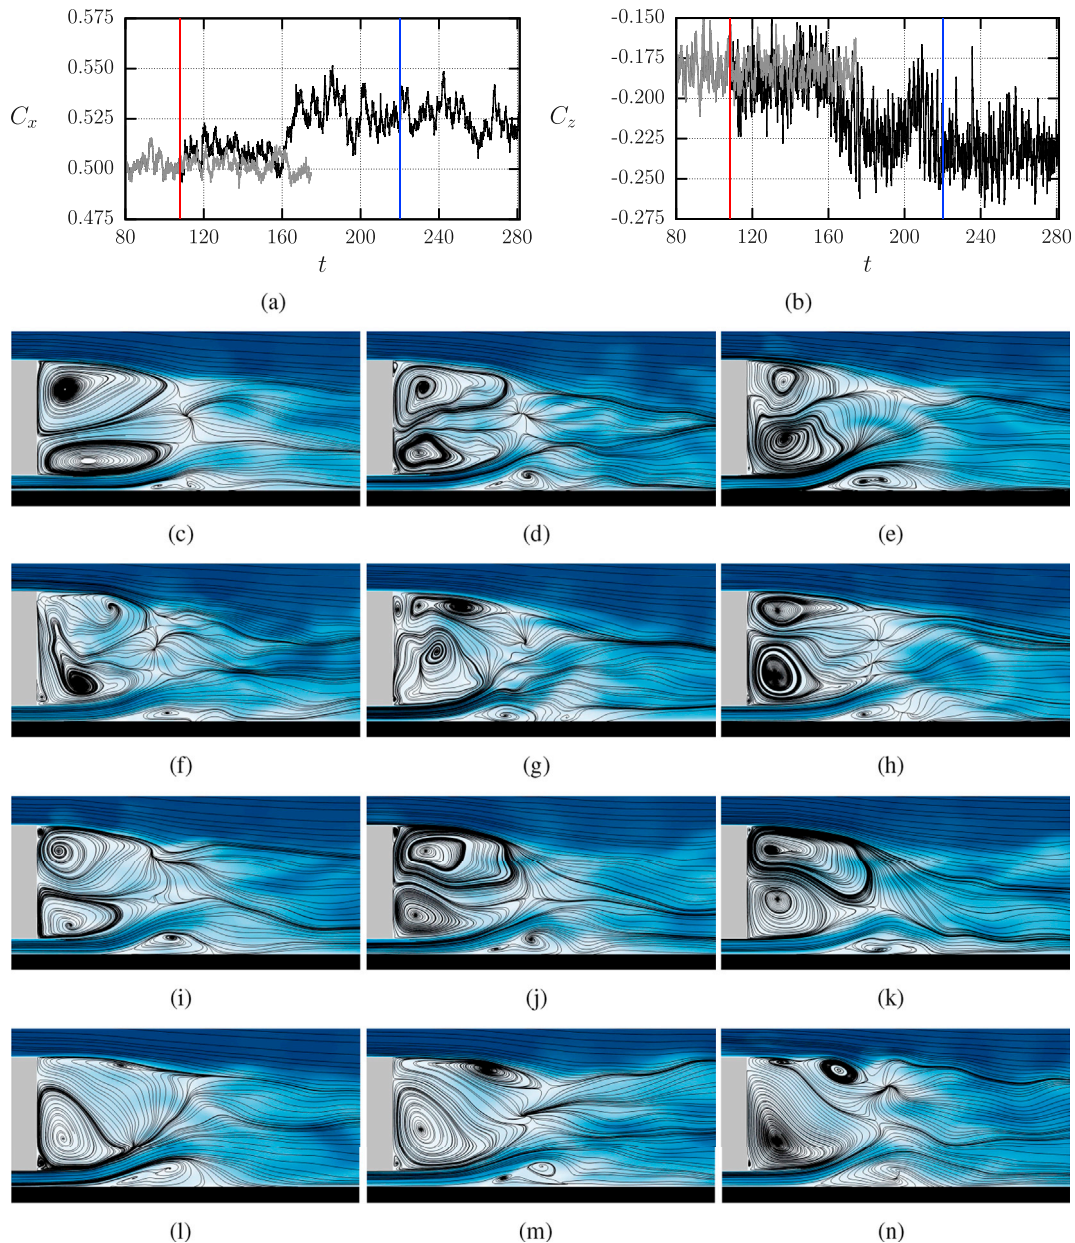 0.575
0.550
0.525
0.500
0.475
C_x
80 120 160 200 240 280
t
(a)
-0.150
-0.175
-0.200
-0.225
-0.250
-0.275
C_z
80 120 160 200 240 280
t
(b)
(c) (d) (e)
(f) (g) (h)
(i) (j) (k)
(l) (m) (n)